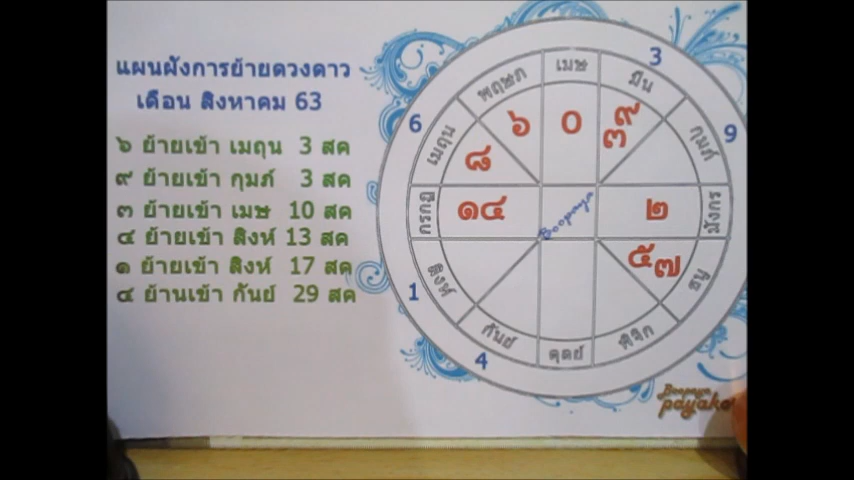 แผนผังการย้ายดวงดาว
เดือน สิงหาคม 63
๖ ย้ายเข้า เมถุน 3 สค
๙ ย้ายเข้า กุมภ์ 3 สค
๓ ย้ายเข้า เมษ 10 สค
๔ ย้ายเข้า สิงห์ 13 สค
๑ ย้ายเข้า สิงห์ 17 สค
๔ ย้านเข้า กันย์ 29 สค
3
เมษ
พฤษภ
มีน
6
เมถุน
๖
๐
๓๙
กุมภ์
9
๘
กรกฎ
๑๔
Boopaya
๒
มังกร
๕๗
ธนู
1
สิงห์
กันย์
ตุลย์
พิจิก
4
Boopaya
payakorn